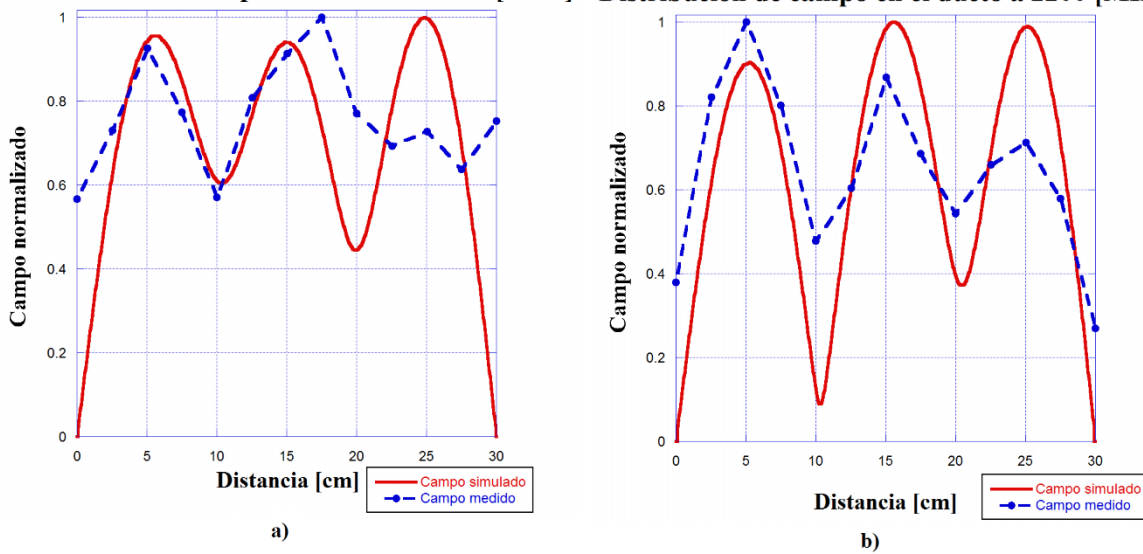 Distribución de campo en el ducto a
Campo normalizado
1
0.8
0.6
0.4
0.2
0
0 5 10 15 20 25 30
Distancia [cm]
Campo simulado
Campo medido
a)
Campo normalizado
1
0.8
0.6
0.4
0.2
0
0 5 10 15 20 25 30
Distancia [cm]
Campo simulado
Campo medido
b)